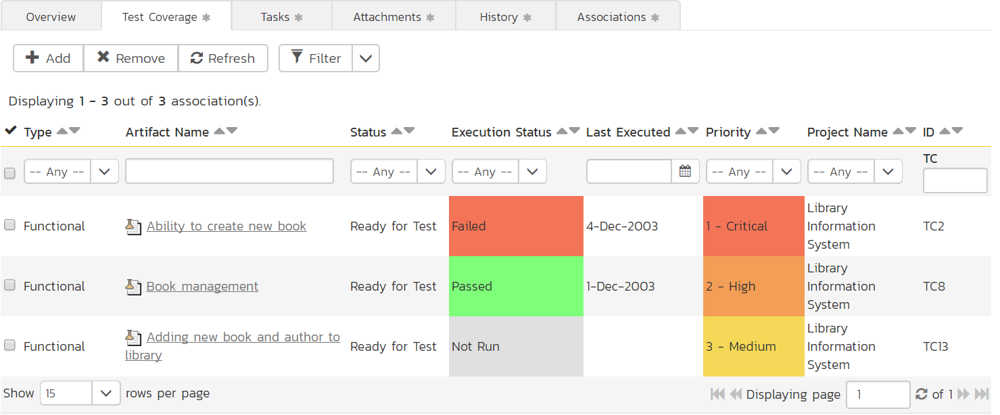 Overview Test Coverage ✱ Tasks ✱ Attachments ✱ History ✱ Associations ✱
Add Remove Refresh Filter
Displaying 1 - 3 out of 3 association(s).
Type Artifact Name Status Execution Status Last Executed Priority Project Name ID
-- Any -- -- Any -- -- Any -- -- Any -- -- Any -- TC
Functional Ability to create new book Ready for Test Failed 4-Dec-2003 1 - Critical Library Information System TC2
Functional Book management Ready for Test Passed 1-Dec-2003 2 - High Library Information System TC8
Functional Adding new book and author to library Ready for Test Not Run 3 - Medium Library Information System TC13
Show 15 rows per page Displaying page 1 of 1